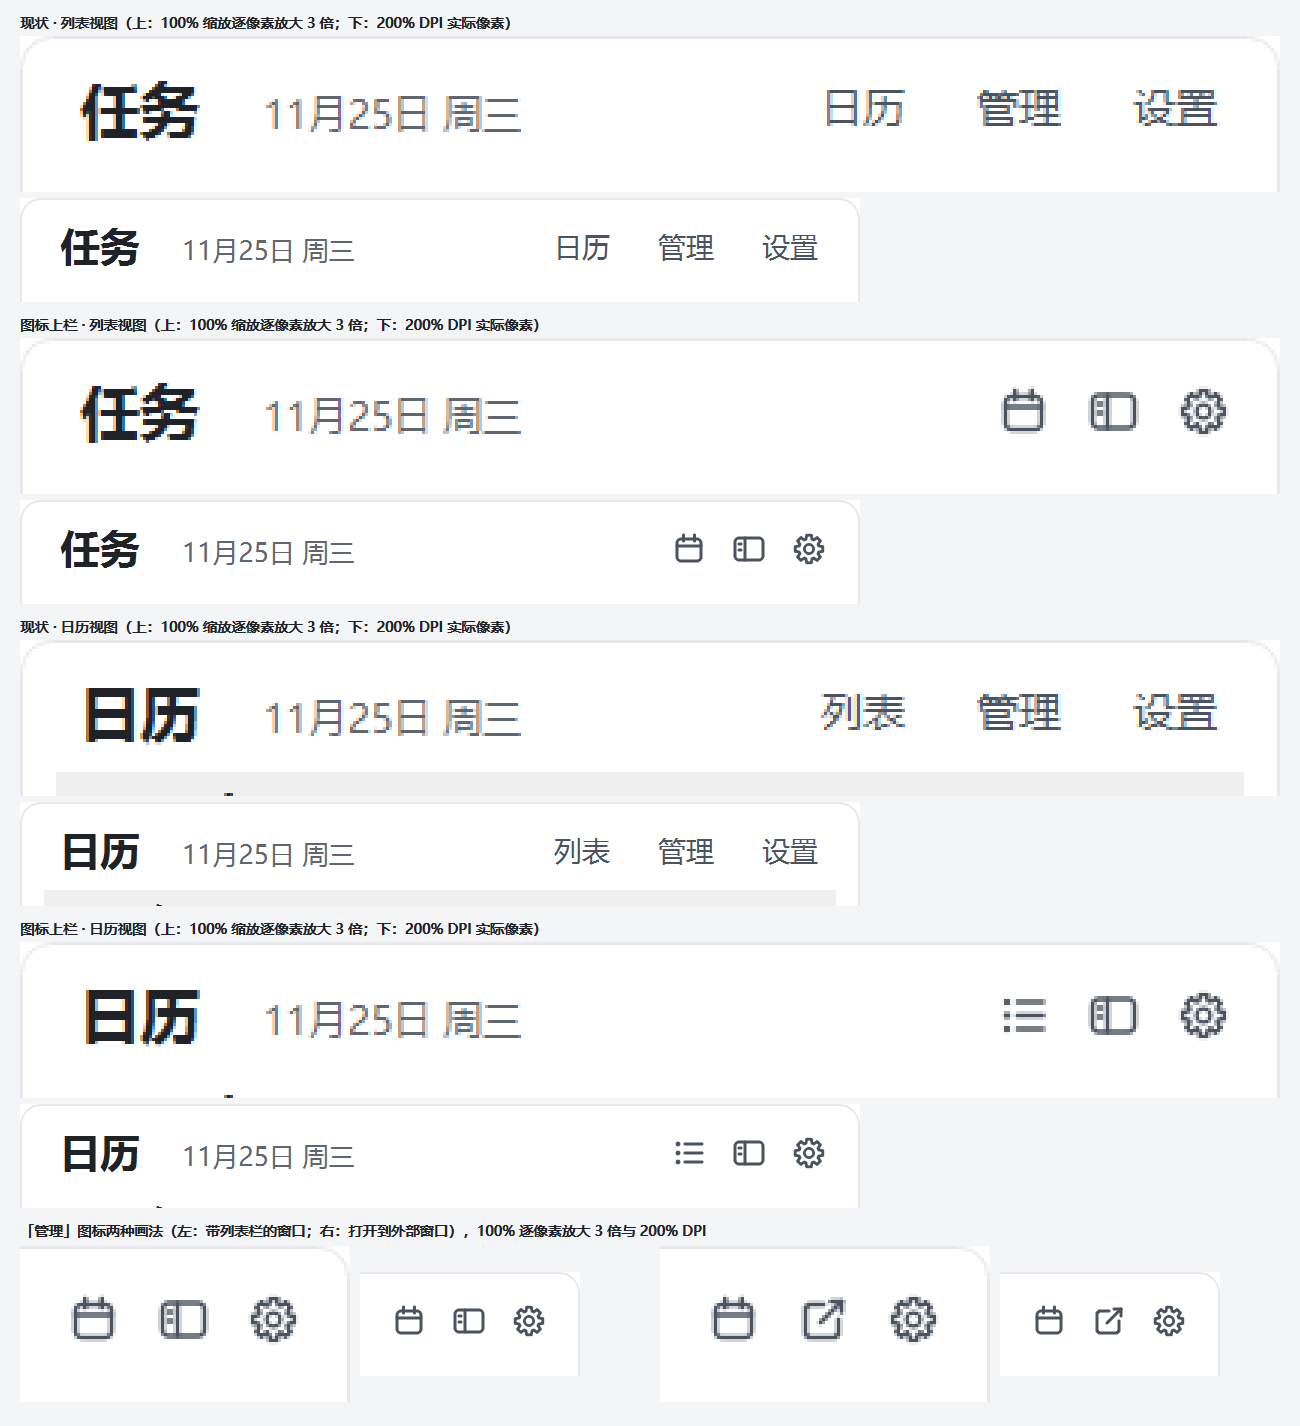 现状 · 列表视图（上：100% 缩放逐像素放大 3 倍；下：200% DPI 实际像素）
任务 11月25日 周三 日历 管理 设置
任务 11月25日 周三 日历 管理 设置
图标上栏 · 列表视图（上：100% 缩放逐像素放大 3 倍；下：200% DPI 实际像素）
任务 11月25日 周三
任务 11月25日 周三
现状 · 日历视图（上：100% 缩放逐像素放大 3 倍；下：200% DPI 实际像素）
日历 11月25日 周三 列表 管理 设置
日历 11月25日 周三 列表 管理 设置
图标上栏 · 日历视图（上：100% 缩放逐像素放大 3 倍；下：200% DPI 实际像素）
日历 11月25日 周三
日历 11月25日 周三
「管理」图标两种画法（左：带列表栏的窗口；右：打开到外部窗口），100% 逐像素放大 3 倍与 200% DPI